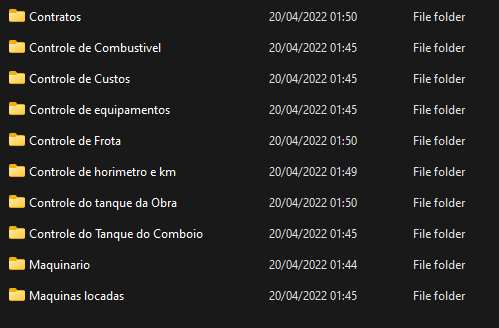 Contratos 20/04/2022 01:50 File folder
Controle de Combustivel 20/04/2022 01:45 File folder
Controle de Custos 20/04/2022 01:45 File folder
Controle de equipamentos 20/04/2022 01:45 File folder
Controle de Frota 20/04/2022 01:50 File folder
Controle de horimetro e km 20/04/2022 01:49 File folder
Controle do tanque da Obra 20/04/2022 01:50 File folder
Controle do Tanque do Comboio 20/04/2022 01:45 File folder
Maquinario 20/04/2022 01:44 File folder
Maquinas locadas 20/04/2022 01:45 File folder